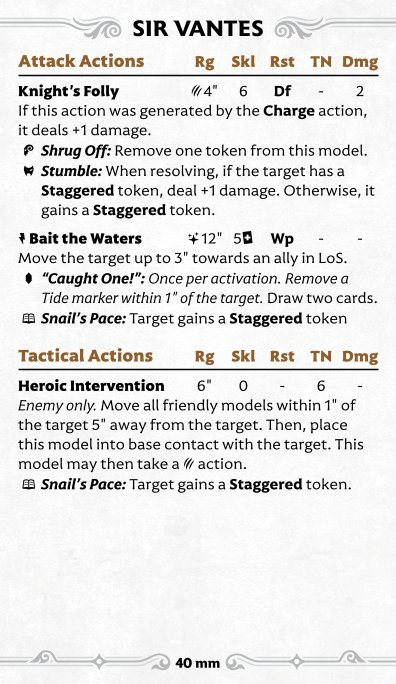 SIR VANTES
Attack Actions Rg Skl Rst TN Dmg
Knight's Folly 4" 6 Df - 2
If this action was generated by the Charge action,
it deals +1 damage.
Shrug Off: Remove one token from this model.
Stumble: When resolving, if the target has a
Staggered token, deal +1 damage. Otherwise, it
gains a Staggered token.
Bait the Waters 12" 5 Wp - -
Move the target up to 3" towards an ally in LoS.
"Caught One!": Once per activation. Remove a
Tide marker within 1" of the target. Draw two cards.
Snail's Pace: Target gains a Staggered token
Tactical Actions Rg Skl Rst TN Dmg
Heroic Intervention 6" 0 - 6 -
Enemy only. Move all friendly models within 1" of
the target 5" away from the target. Then, place
this model into base contact with the target. This
model may then take a action.
Snail's Pace: Target gains a Staggered token.
40 mm